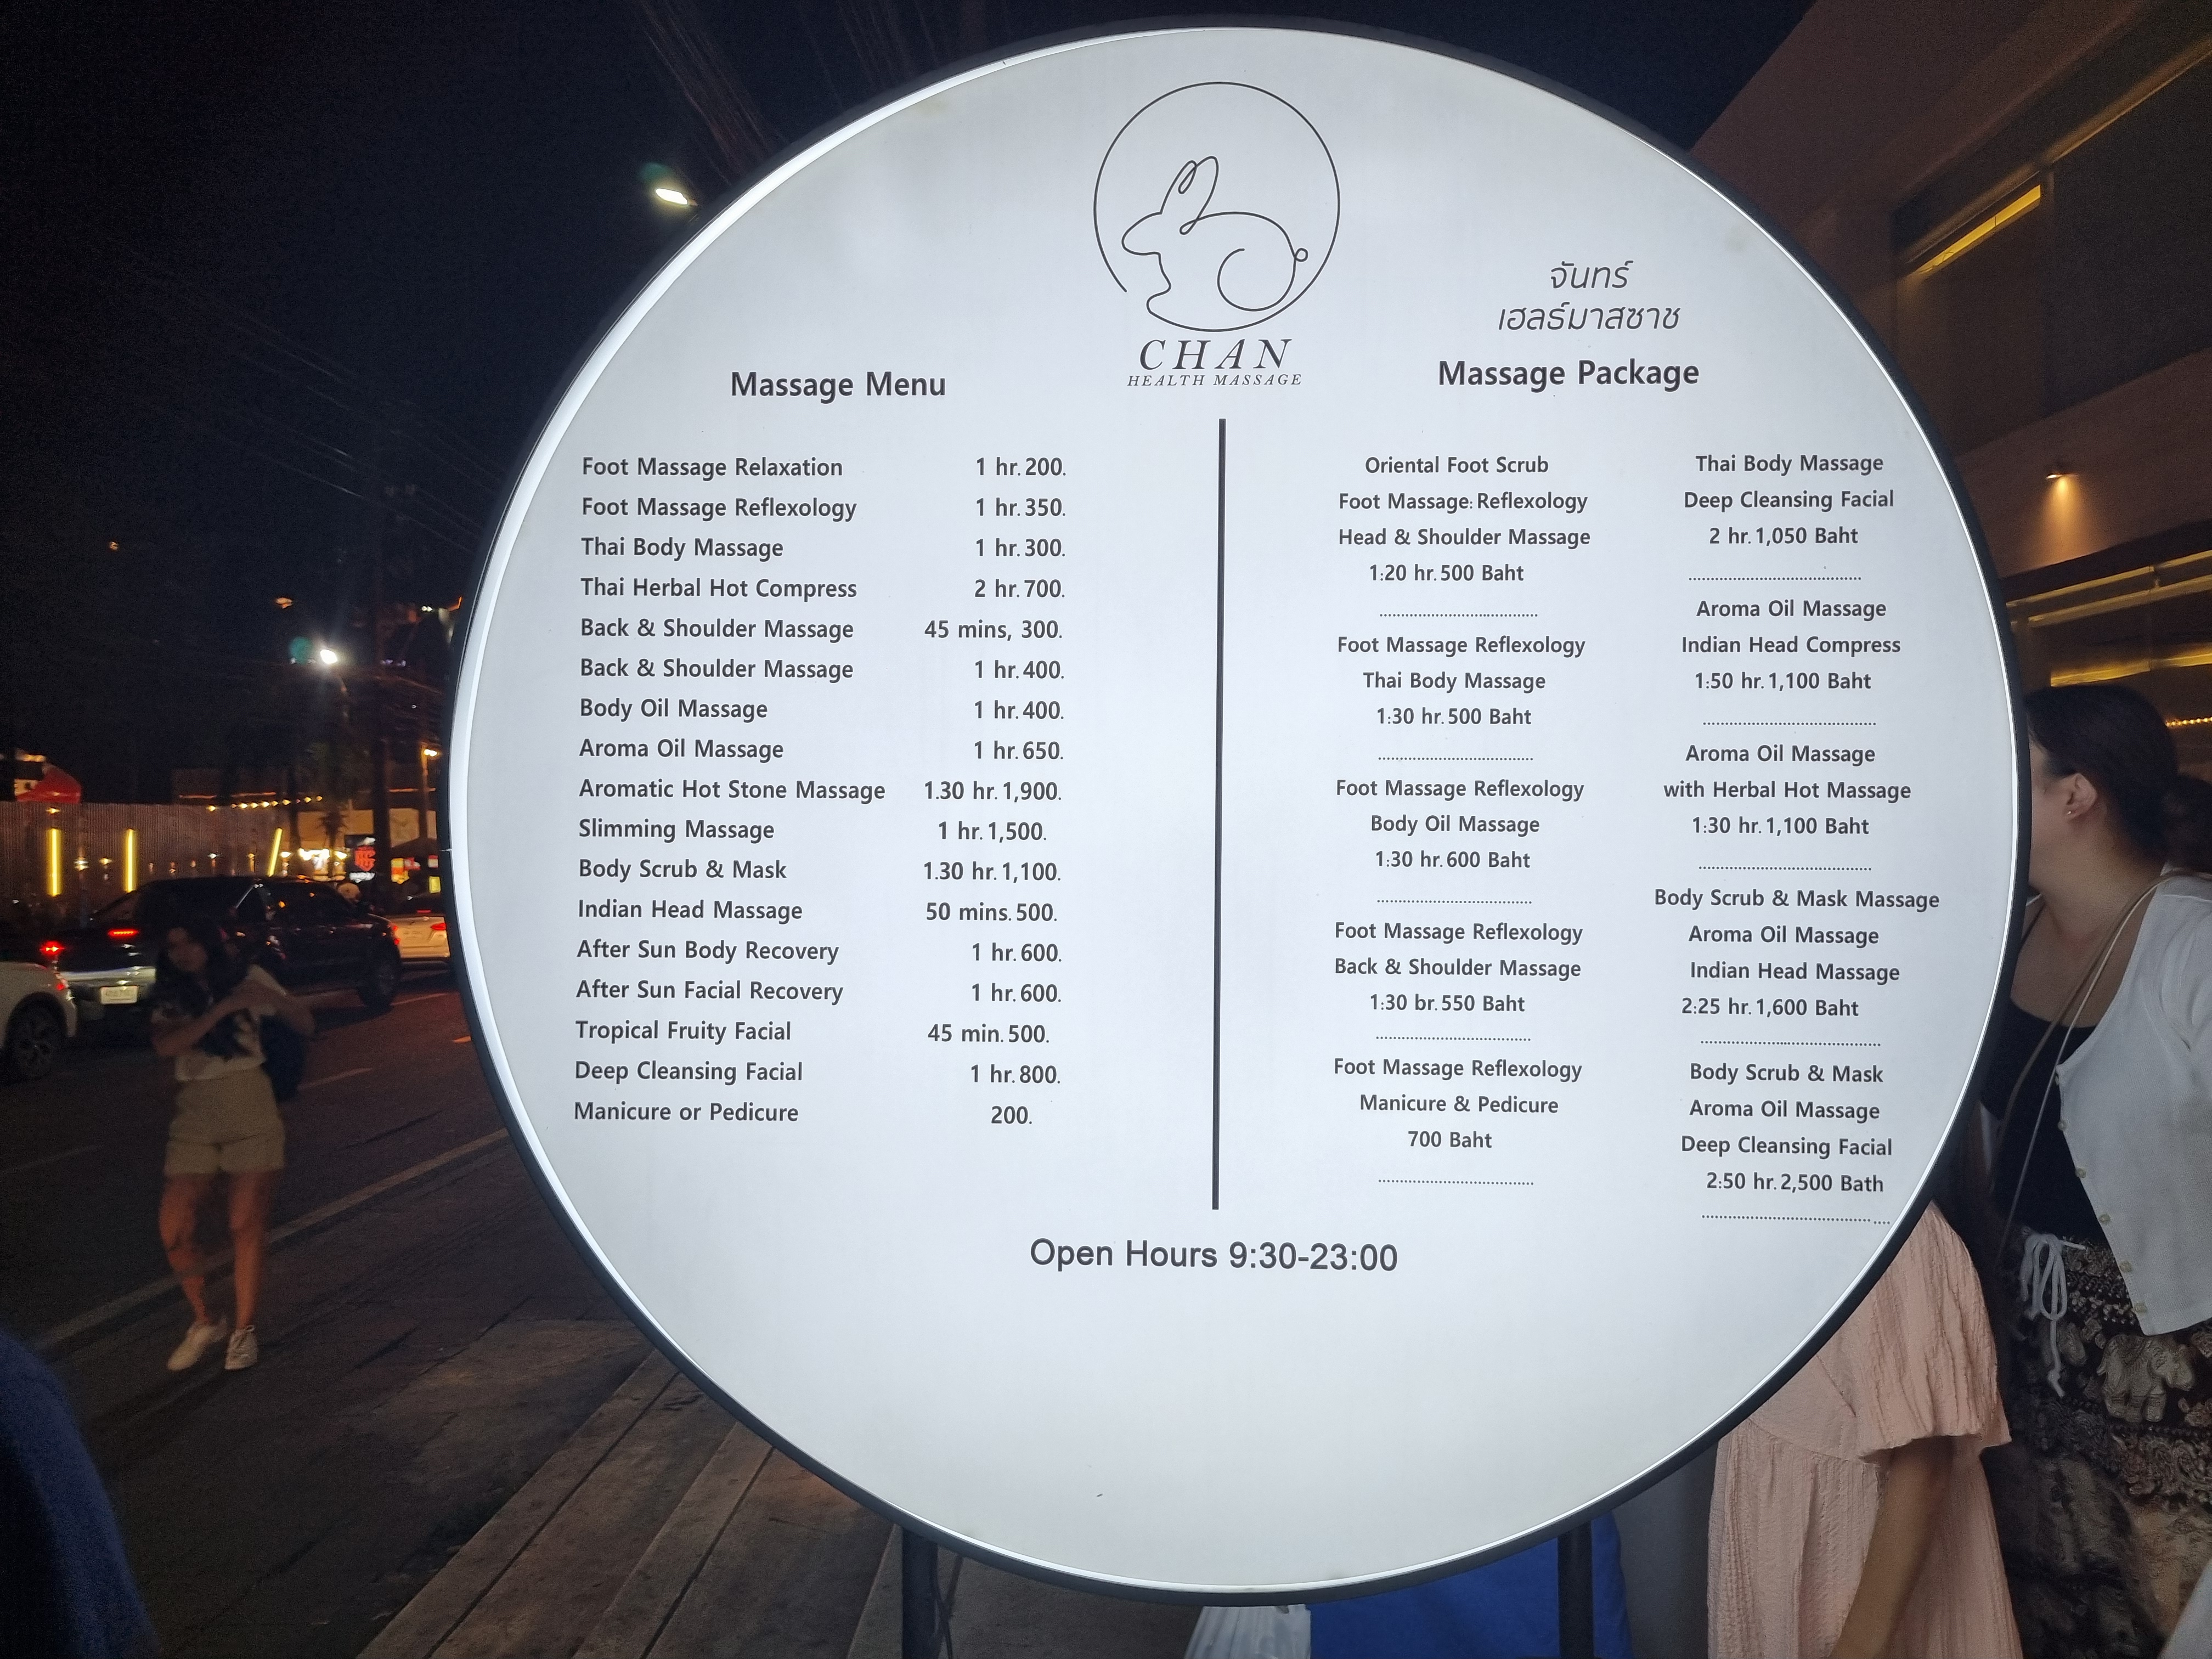 CHAN
HEALTH MASSAGE
จันทร์
เฮลธ์มาสซาช
Massage Menu
Foot Massage Relaxation 1 hr. 200.
Foot Massage Reflexology 1 hr. 350.
Thai Body Massage 1 hr. 300.
Thai Herbal Hot Compress 2 hr. 700.
Back & Shoulder Massage 45 mins, 300.
Back & Shoulder Massage 1 hr. 400.
Body Oil Massage 1 hr. 400.
Aroma Oil Massage 1 hr. 650.
Aromatic Hot Stone Massage 1.30 hr. 1,900.
Slimming Massage 1 hr. 1,500.
Body Scrub & Mask 1.30 hr. 1,100.
Indian Head Massage 50 mins. 500.
After Sun Body Recovery 1 hr. 600.
After Sun Facial Recovery 1 hr. 600.
Tropical Fruity Facial 45 min. 500.
Deep Cleansing Facial 1 hr. 800.
Manicure or Pedicure 200.
Massage Package
Oriental Foot Scrub
Foot Massage: Reflexology
Head & Shoulder Massage
1:20 hr. 500 Baht
Foot Massage Reflexology
Thai Body Massage
1:30 hr. 500 Baht
Foot Massage Reflexology
Body Oil Massage
1:30 hr. 600 Baht
Foot Massage Reflexology
Back & Shoulder Massage
1:30 br. 550 Baht
Foot Massage Reflexology
Manicure & Pedicure
700 Baht
Thai Body Massage
Deep Cleansing Facial
2 hr. 1,050 Baht
Aroma Oil Massage
Indian Head Compress
1:50 hr. 1,100 Baht
Aroma Oil Massage
with Herbal Hot Massage
1:30 hr. 1,100 Baht
Body Scrub & Mask Massage
Aroma Oil Massage
Indian Head Massage
2:25 hr. 1,600 Baht
Body Scrub & Mask
Aroma Oil Massage
Deep Cleansing Facial
2:50 hr. 2,500 Bath
Open Hours 9:30-23:00